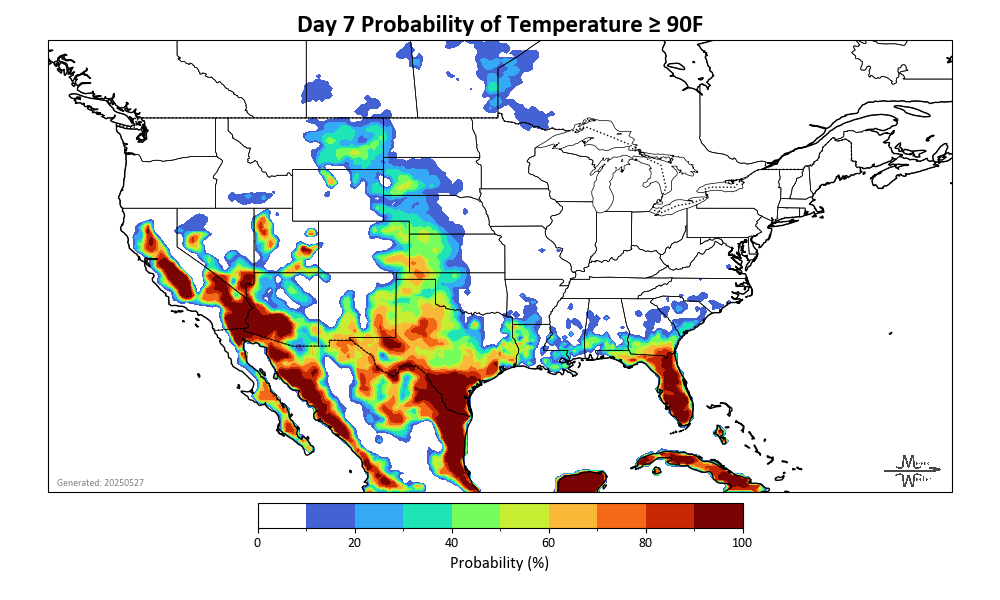 Day 7 Probability of Temperature ≥ 90F
Generated: 20250527
0 20 40 60 80 100
Probability (%)